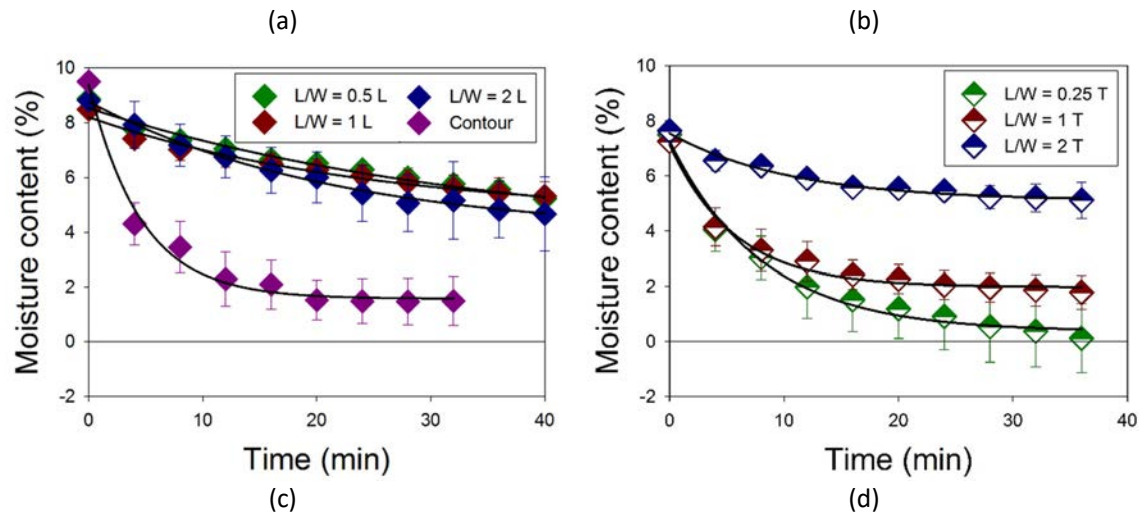 (a)
(b)
Moisture content (%)
10
8
6
4
2
0
-2
L/W = 0.5 L
L/W = 2 L
L/W = 1 L
Contour
0
10
20
30
40
Time (min)
(c)
Moisture content (%)
10
8
6
4
2
0
-2
L/W = 0.25 T
L/W = 1 T
L/W = 2 T
0
10
20
30
40
Time (min)
(d)